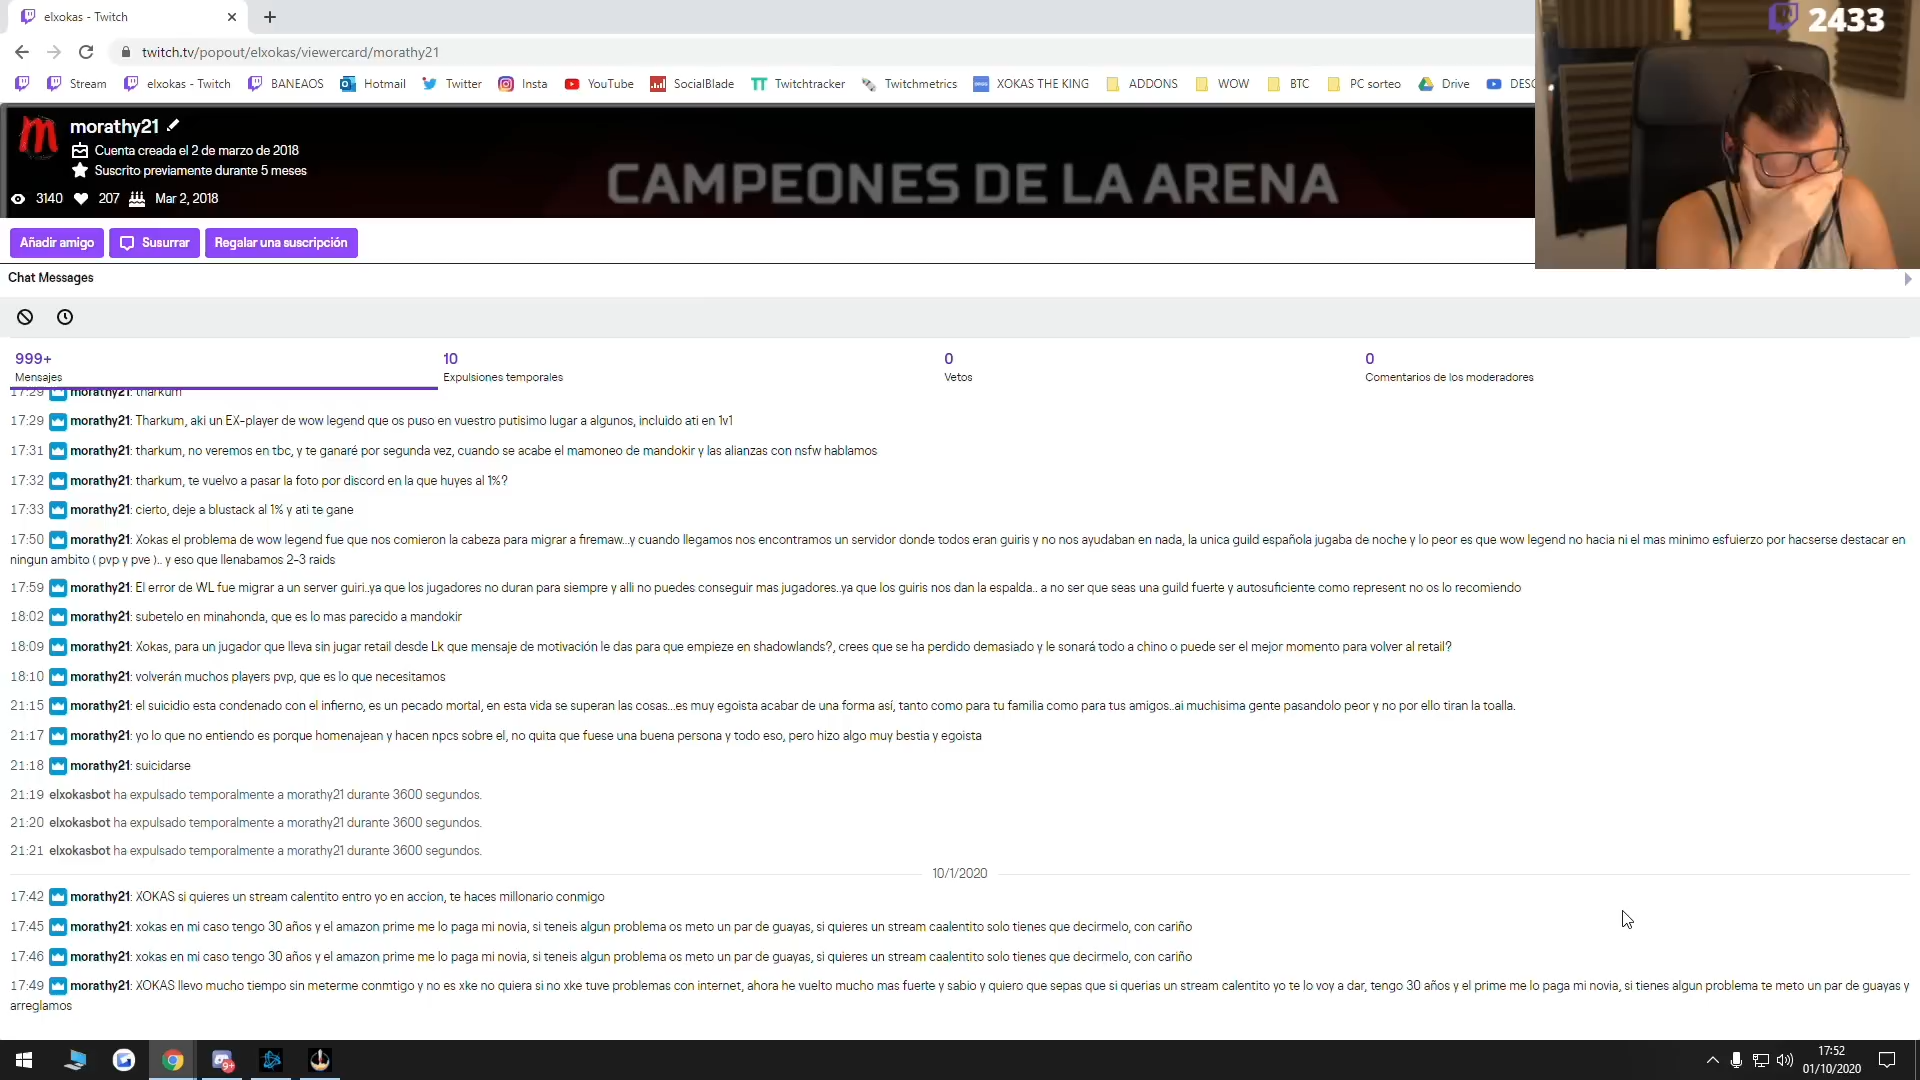 elxokas - Twitch
2433
twitch.tv/popout/elxokas/viewercard/morathy21
Stream elxokas - Twitch BANEAOS Hotmail Twitter Insta YouTube SocialBlade Twitchtracker Twitchmetrics XOKAS THE KING ADDONS WOW BTC PC sorteo Drive
morathy21
Cuenta creada el 2 de marzo de 2018
Suscrito previamente durante 5 meses
3140 207 Mar 2, 2018
CAMPEONES DE LA ARENA
Añadir amigo Susurrar Regalar una suscripción
Chat Messages
999+ 10 0 0
Mensajes Expulsiones temporales Vetos Comentarios de los moderadores
17:29 morathy21: tharkum
17:29 morathy21: Tharkum, aki un EX-player de wow legend que os puso en vuestro putisimo lugar a algunos, incluido ati en 1v1
17:31 morathy21: tharkum, no veremos en tbc, y te ganaré por segunda vez, cuando se acabe el mamoneo de mandokir y las alianzas con nsfw hablamos
17:32 morathy21: tharkum, te vuelvo a pasar la foto por discord en la que huyes al 1%?
17:33 morathy21: cierto, deje a blustack al 1% y ati te gane
17:50 morathy21: Xokas el problema de wow legend fue que nos comieron la cabeza para migrar a firemaw...y cuando llegamos nos encontramos un servidor donde todos eran guiris y no nos ayudaban en nada, la unica guild española jugaba de noche y lo peor es que wow legend no hacia ni el mas minimo esfuierzo por hacserse destacar en
ningun ambito ( pvp y pve ).. y eso que llenabamos 2-3 raids
17:59 morathy21: El error de WL fue migrar a un server guiri..ya que los jugadores no duran para siempre y alli no puedes conseguir mas jugadores..ya que los guiris nos dan la espalda.. a no ser que seas una guild fuerte y autosuficiente como represent no os lo recomiendo
18:02 morathy21: subetelo en minahonda, que es lo mas parecido a mandokir
18:09 morathy21: Xokas, para un jugador que lleva sin jugar retail desde Lk que mensaje de motivación le das para que empieze en shadowlands?, crees que se ha perdido demasiado y le sonará todo a chino o puede ser el mejor momento para volver al retail?
18:10 morathy21: volverán muchos players pvp, que es lo que necesitamos
21:15 morathy21: el suicidio esta condenado con el infierno, es un pecado mortal, en esta vida se superan las cosas...es muy egoista acabar de una forma así, tanto como para tu familia como para tus amigos..ai muchisima gente pasandolo peor y no por ello tiran la toalla.
21:17 morathy21: yo lo que no entiendo es porque homenajean y hacen npcs sobre el, no quita que fuese una buena persona y todo eso, pero hizo algo muy bestia y egoista
21:18 morathy21: suicidarse
21:19 elxokasbot ha expulsado temporalmente a morathy21 durante 3600 segundos.
21:20 elxokasbot ha expulsado temporalmente a morathy21 durante 3600 segundos.
21:21 elxokasbot ha expulsado temporalmente a morathy21 durante 3600 segundos.
10/1/2020
17:42 morathy21: XOKAS si quieres un stream calentito entro yo en accion, te haces millonario conmigo
17:45 morathy21: xokas en mi caso tengo 30 años y el amazon prime me lo paga mi novia, si teneis algun problema os meto un par de guayas, si quieres un stream caalentito solo tienes que decirmelo, con cariño
17:46 morathy21: xokas en mi caso tengo 30 años y el amazon prime me lo paga mi novia, si teneis algun problema os meto un par de guayas, si quieres un stream caalentito solo tienes que decirmelo, con cariño
17:49 morathy21: XOKAS llevo mucho tiempo sin meterme conmtigo y no es xke no quiera si no xke tuve problemas con internet, ahora he vuelto mucho mas fuerte y sabio y quiero que sepas que si querias un stream calentito yo te lo voy a dar, tengo 30 años y el prime me lo paga mi novia, si tienes algun problema te meto un par de guayas y
arreglamos
9+
17:52
01/10/2020